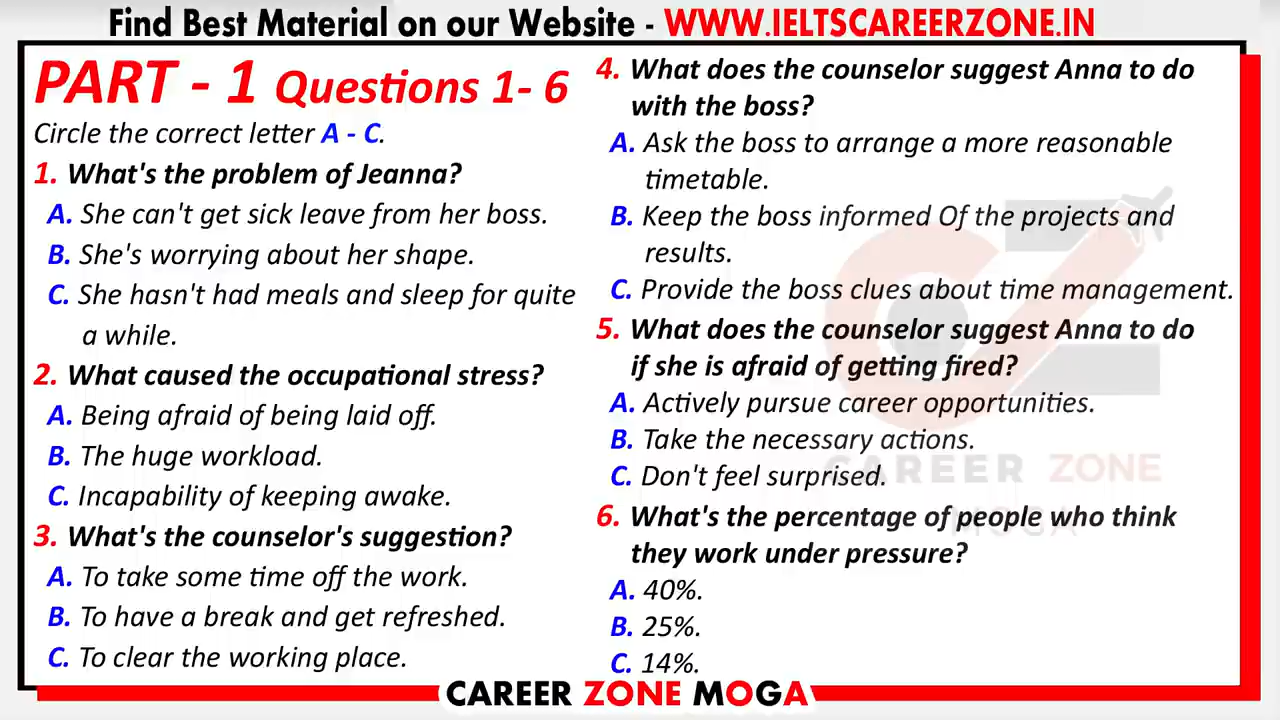 Find Best Material on our Website - WWW.IELTSCAREERZONE.IN
PART - 1 Questions 1- 6
Circle the correct letter A - C.
1. What's the problem of Jeanna?
A. She can't get sick leave from her boss.
B. She's worrying about her shape.
C. She hasn't had meals and sleep for quite
a while.
2. What caused the occupational stress?
A. Being afraid of being laid off.
B. The huge workload.
C. Incapability of keeping awake.
3. What's the counselor's suggestion?
A. To take some time off the work.
B. To have a break and get refreshed.
C. To clear the working place.
4. What does the counselor suggest Anna to do
with the boss?
A. Ask the boss to arrange a more reasonable
timetable.
B. Keep the boss informed Of the projects and
results.
C. Provide the boss clues about time management.
5. What does the counselor suggest Anna to do
if she is afraid of getting fired?
A. Actively pursue career opportunities.
B. Take the necessary actions.
C. Don't feel surprised.
6. What's the percentage of people who think
they work under pressure?
A. 40%.
B. 25%.
C. 14%.
CZ
CAREER ZONE
MOGA
CAREER ZONE MOGA